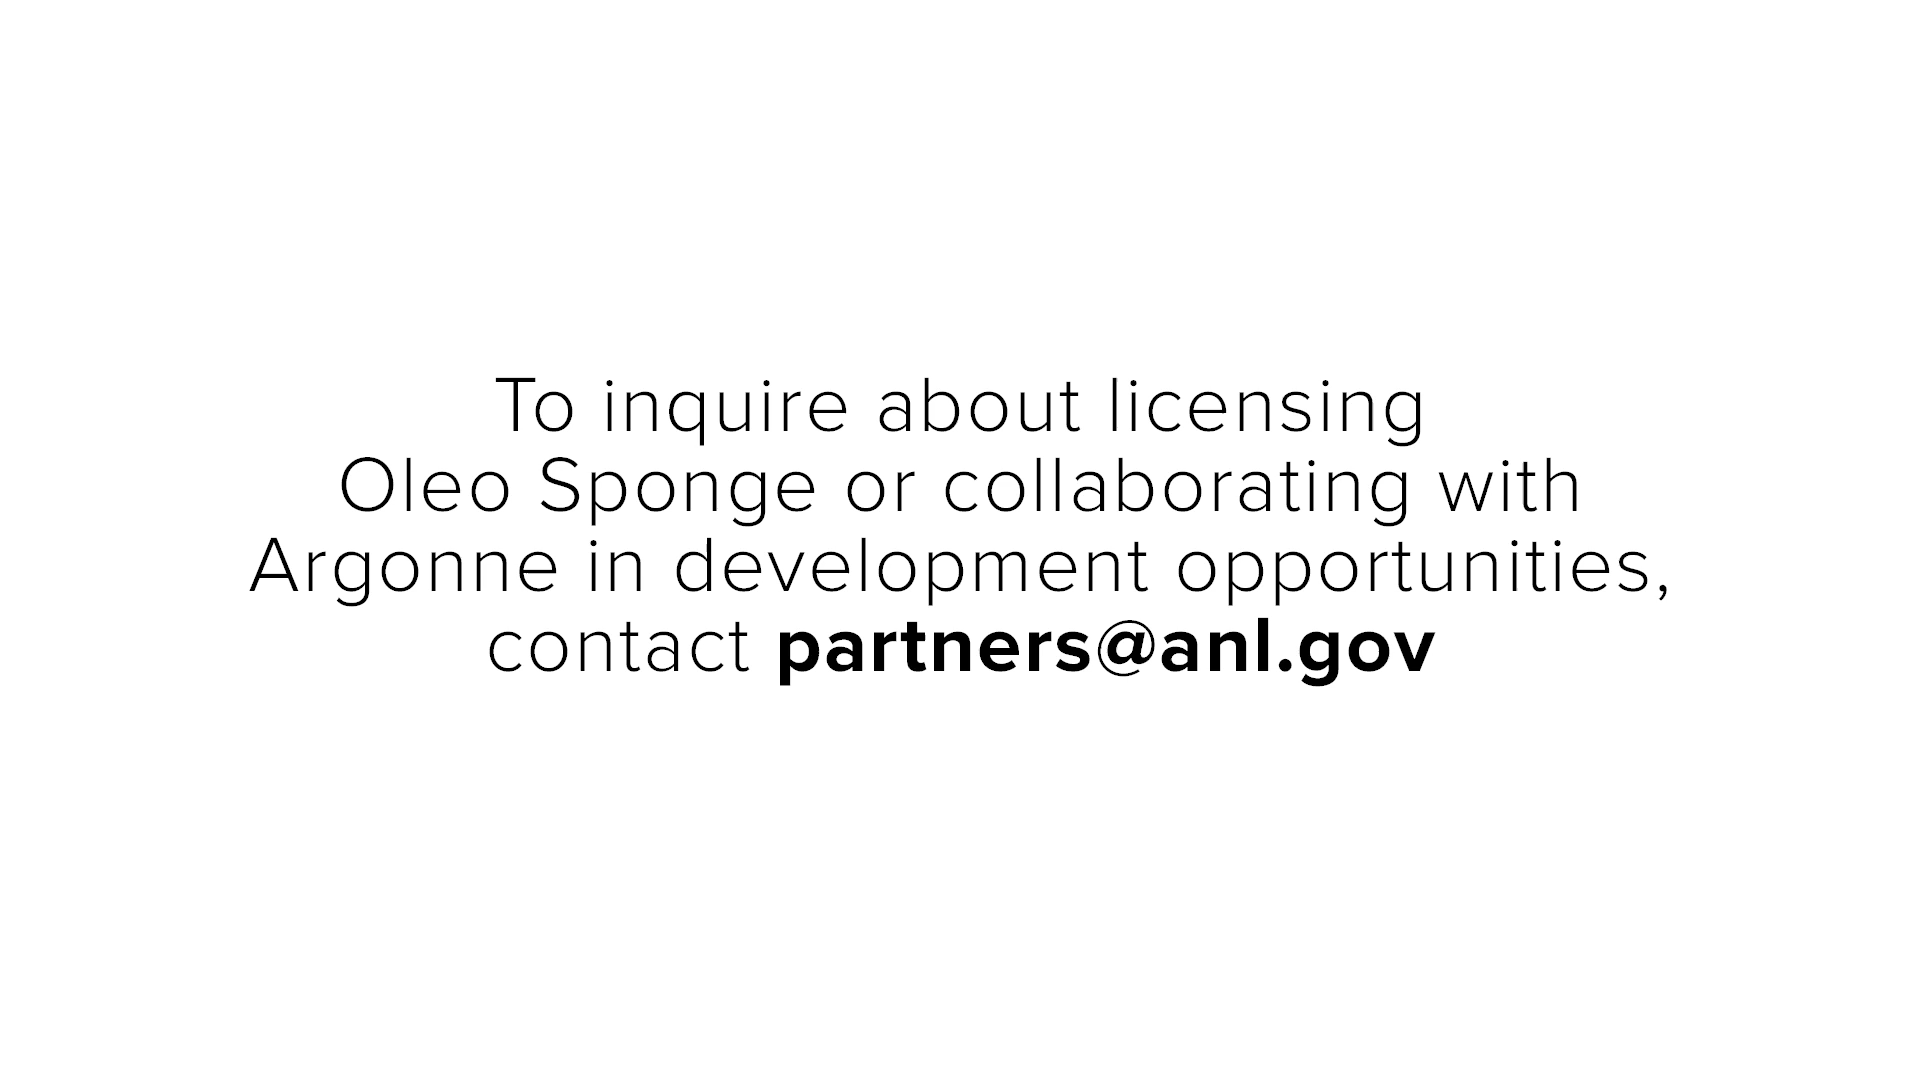 To inquire about licensing
Oleo Sponge or collaborating with
Argonne in development opportunities,
contact partners@anl.gov